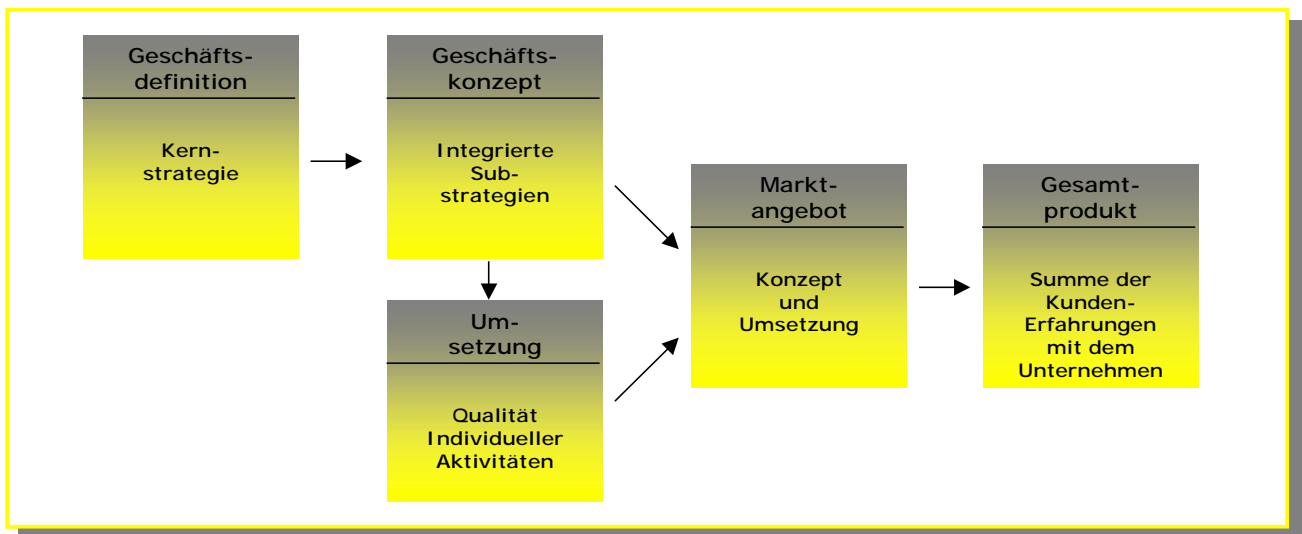 Geschäfts-
definition
Kern-
strategie
Geschäfts-
konzept
Integrierte
Sub-
strategien
Um-
setzung
Qualität
Individueller
Aktivitäten
Markt-
angebot
Konzept
und
Umsetzung
Gesamt-
produkt
Summe der
Kunden-
Erfahrungen
mit dem
Unternehmen